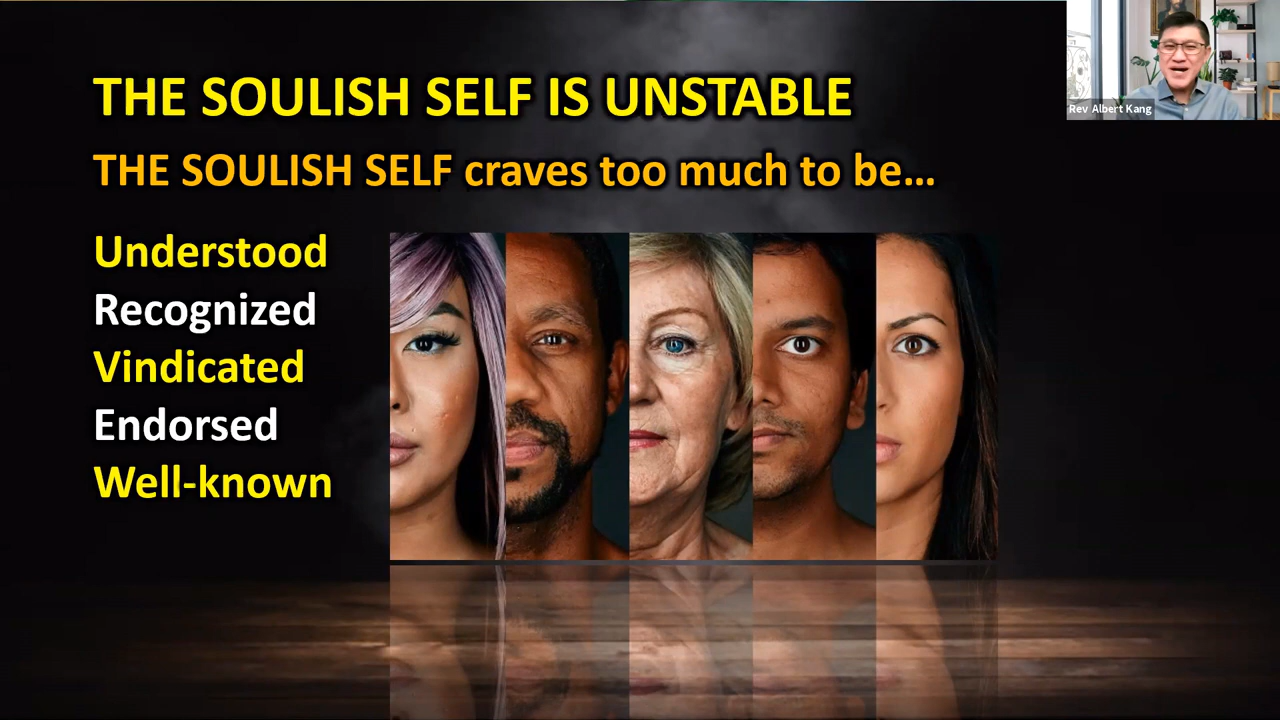 THE SOULISH SELF IS UNSTABLE
THE SOULISH SELF craves too much to be...
Understood
Recognized
Vindicated
Endorsed
Well-known
Rev Albert Kang